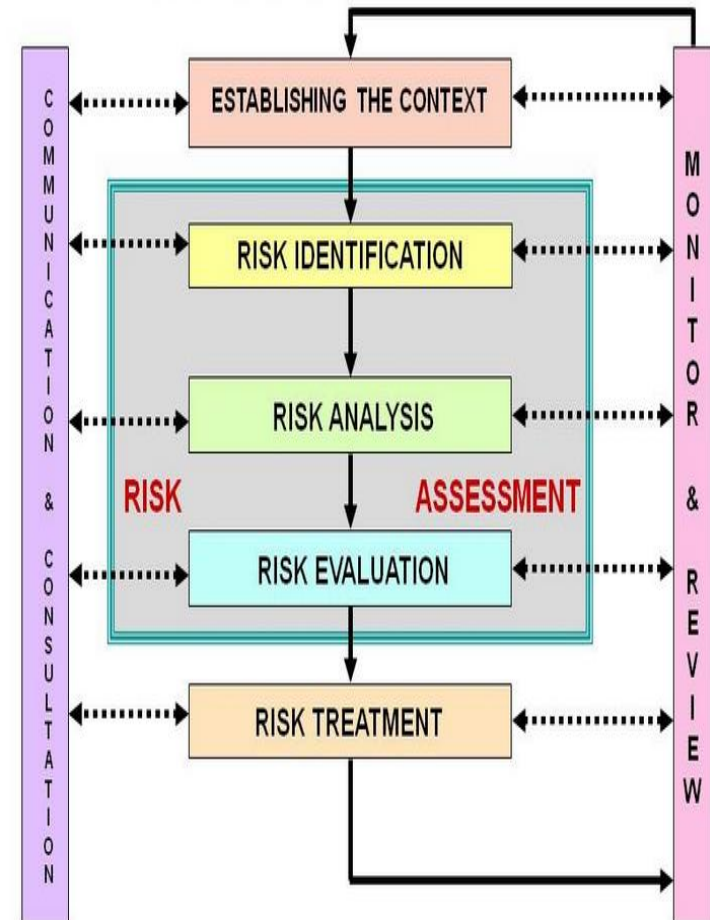 ESTABLISHING THE CONTEXT
COMMUNICATION & CONSULTATION
RISK IDENTIFICATION
MONITOR & REVIEW
RISK ANALYSIS
RISK ASSESSMENT
RISK EVALUATION
RISK TREATMENT